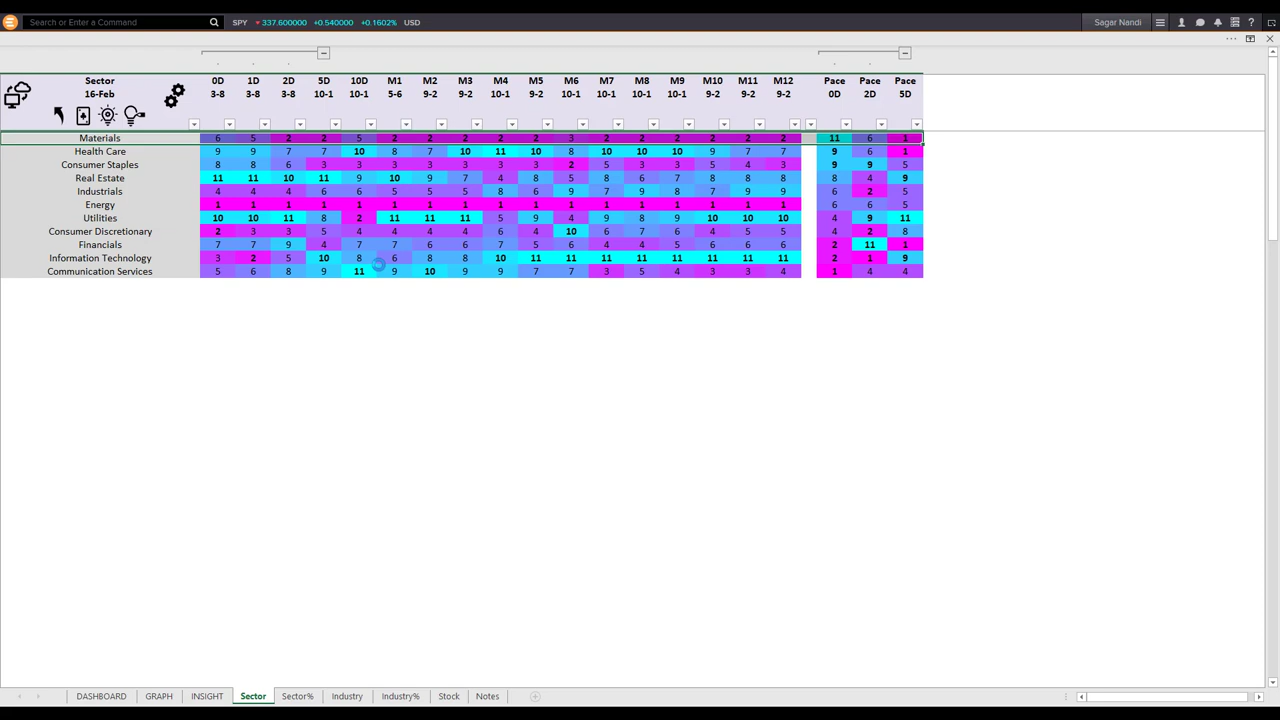 Search or Enter a Command SPY ▼337.600000 +0.540000 +0.1602% USD Sagar Nandi
Sector 0D 1D 2D 5D 10D M1 M2 M3 M4 M5 M6 M7 M8 M9 M10 M11 M12 Pace Pace Pace
16-Feb 3-8 3-8 3-8 10-1 10-1 5-6 9-2 9-2 10-1 9-2 10-1 10-1 10-1 10-1 9-2 9-2 9-2 0D 2D 5D
Materials 6 5 2 2 5 2 2 2 2 2 3 2 2 2 2 2 2 11 6 1
Health Care 9 9 7 7 10 8 7 10 11 10 8 10 10 10 9 7 7 9 6 1
Consumer Staples 8 8 6 3 3 3 3 3 3 3 2 5 3 3 5 4 3 9 9 5
Real Estate 11 11 10 11 9 10 9 7 4 8 5 8 6 7 8 8 8 8 4 9
Industrials 4 4 4 6 6 5 5 5 8 6 9 7 9 8 7 9 9 6 2 5
Energy 1 1 1 1 1 1 1 1 1 1 1 1 1 1 1 1 1 6 6 5
Utilities 10 10 11 8 2 11 11 11 5 9 4 9 8 9 10 10 10 4 9 11
Consumer Discretionary 2 3 3 5 4 4 4 4 6 4 10 6 7 6 4 5 5 4 2 8
Financials 7 7 9 4 7 7 6 6 7 5 6 4 4 5 6 6 6 2 11 1
Information Technology 3 2 5 10 8 6 8 8 10 11 11 11 11 11 11 11 11 2 1 9
Communication Services 5 6 8 9 11 9 10 9 9 7 7 3 5 4 3 3 4 1 4 4
DASHBOARD GRAPH INSIGHT Sector Sector% Industry Industry% Stock Notes